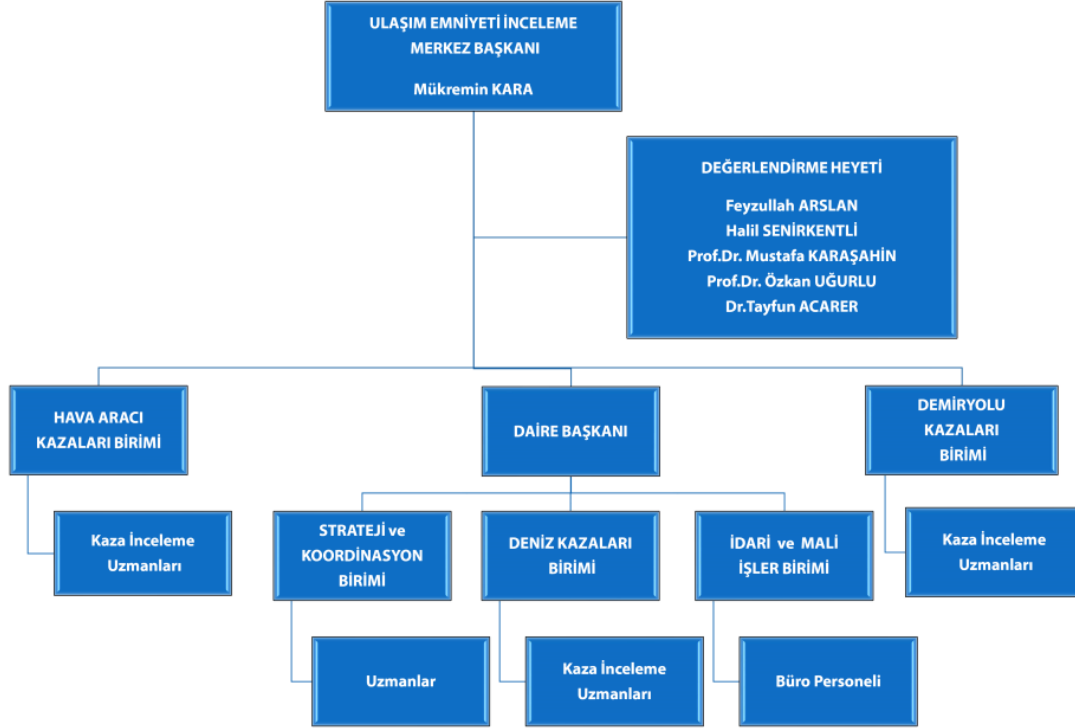 ULAŞIM EMNİYETİ İNCELEME
MERKEZ BAŞKANI
Mükremin KARA
DEĞERLENDİRME HEYETİ
Feyzullah ARSLAN
Halil SENİRKENTLİ
Prof.Dr. Mustafa KARAŞAHİN
Prof.Dr. Özkan UĞURLU
Dr.Tayfun ACARER
HAVA ARACI
KAZALARI BİRİMİ
DAİRE BAŞKANI
DEMİRYOLU
KAZALARI
BİRİMİ
Kaza İnceleme
Uzmanları
STRATEJİ ve
KOORDİNASYON
BİRİMİ
DENİZ KAZALARI
BİRİMİ
İDARİ ve MALİ
İŞLER BİRİMİ
Kaza İnceleme
Uzmanları
Uzmanlar
Kaza İnceleme
Uzmanları
Büro Personeli